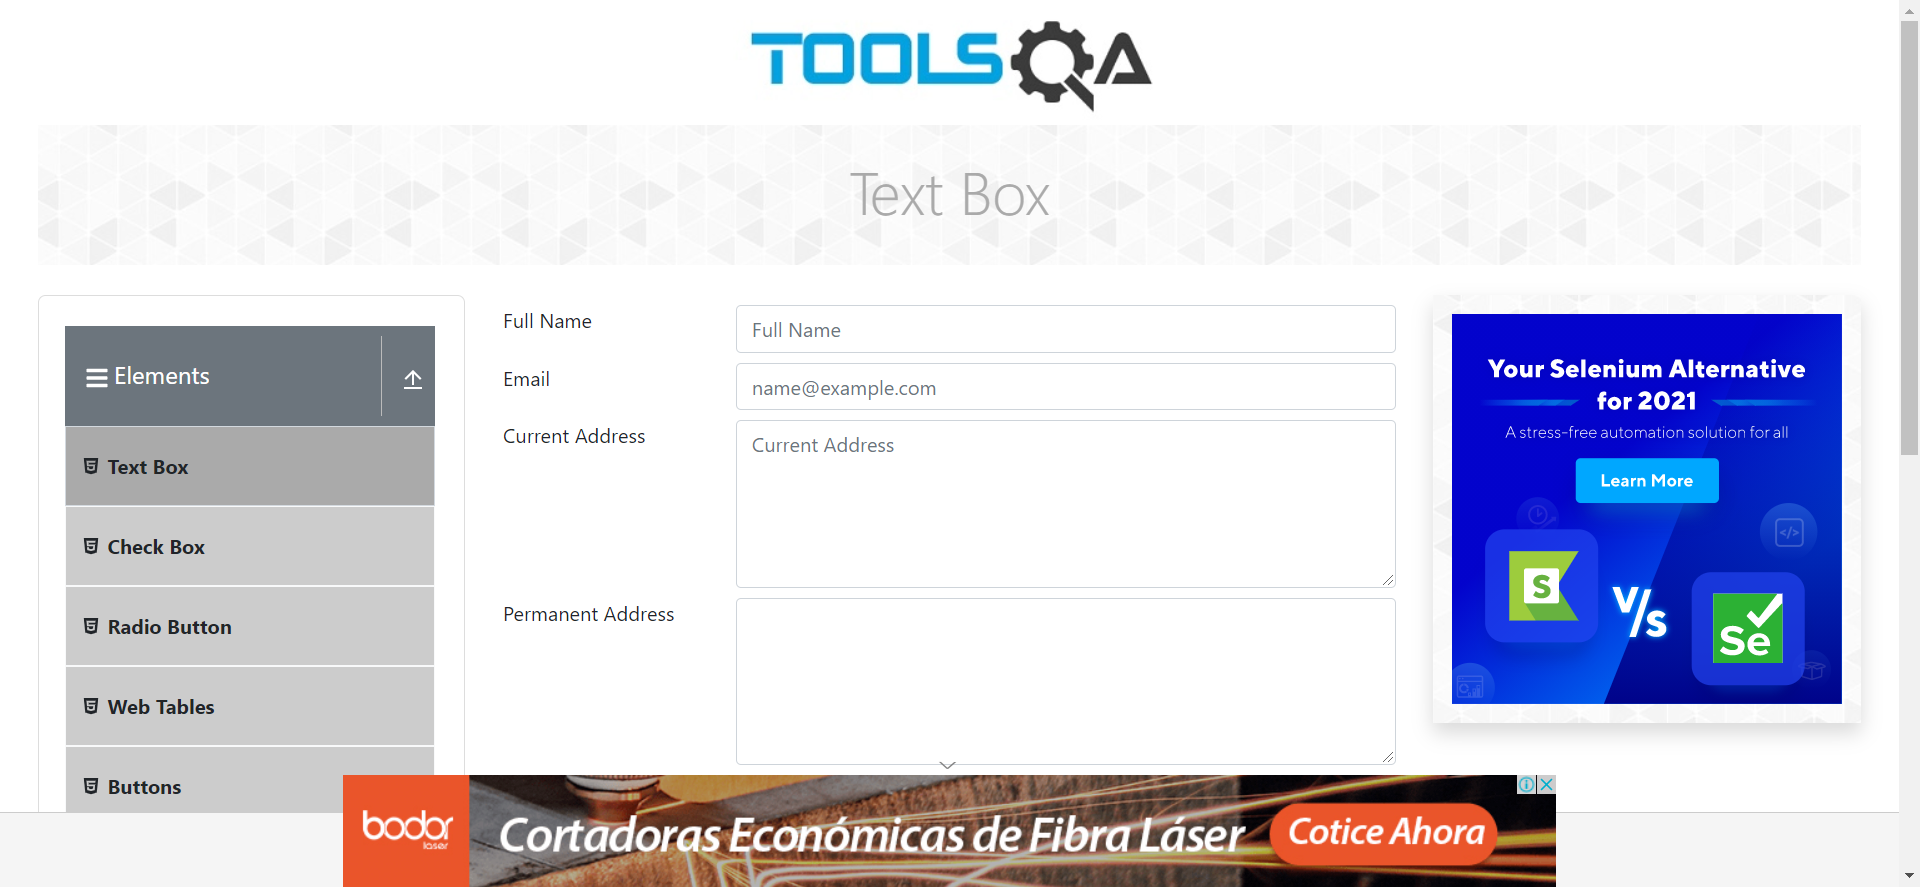 TOOLSQA
Text Box
Elements
Text Box
Check Box
Radio Button
Web Tables
Buttons
Full Name
Full Name
Email
name@example.com
Current Address
Current Address
Permanent Address
Your Selenium Alternative
for 2021
A stress-free automation solution for all
Learn More
S
V/s
Se
bodor
laser
Cortadoras Económicas de Fibra Láser
Cotice Ahora